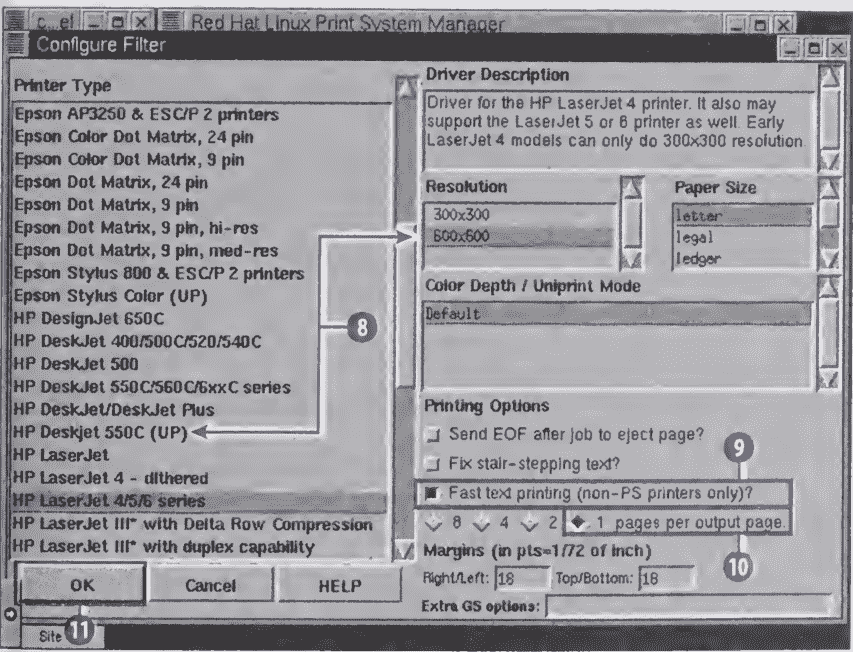 c...ef
Red Hat Linux Print System Manager
Configure Filter
Printer Type
Epson AP3250 & ESC/P 2 printers
Epson Color Dot Matrix, 24 pin
Epson Color Dot Matrix, 9 pin
Epson Dot Matrix, 24 pin
Epson Dot Matrix, 9 pin
Epson Dot Matrix, 9 pin, hi-res
Epson Dot Matrix, 9 pin, med-res
Epson Stylus 800 & ESC/P 2 printers
Epson Stylus Color (UP)
HP DesignJet 650C
HP DeskJet 400/500C/520/540C
HP DeskJet 500
HP DeskJet 550C/560C/6xxC series
HP DeskJet/DeskJet Plus
HP Deskjet 550C (UP)
HP LaserJet
HP LaserJet 4 - dithered
HP LaserJet 4/5/6 series
HP LaserJet III* with Delta Row Compression
HP LaserJet III* with duplex capability
8
OK
Cancel
HELP
11
Site
Driver Description
Driver for the HP LaserJet 4 printer. It also may
support the LaserJet 5 or 6 printer as well. Early
LaserJet 4 models can only do 300x300 resolution
Resolution
300x300
600x600
Paper Size
letter
legal
ledger
Color Depth / Uniprint Mode
Default
Printing Options
Send EOF after job to eject page?
9
Fix stair-stepping text?
Fast text printing (non-PS printers only)?
8 4 2 1 pages per output page.
10
Margins (in pts=1/72 of inch)
Right/Left: 18 Top/Bottom: 18
Extra GS options: